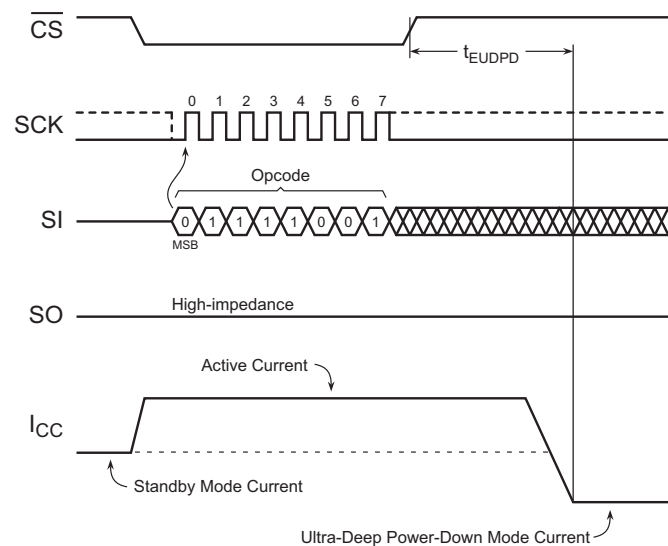 CS
tEUDPD
0 1 2 3 4 5 6 7
SCK
Opcode
SI
0 1 1 1 1 0 0 1
MSB
High-impedance
SO
Active Current
ICC
Standby Mode Current
Ultra-Deep Power-Down Mode Current